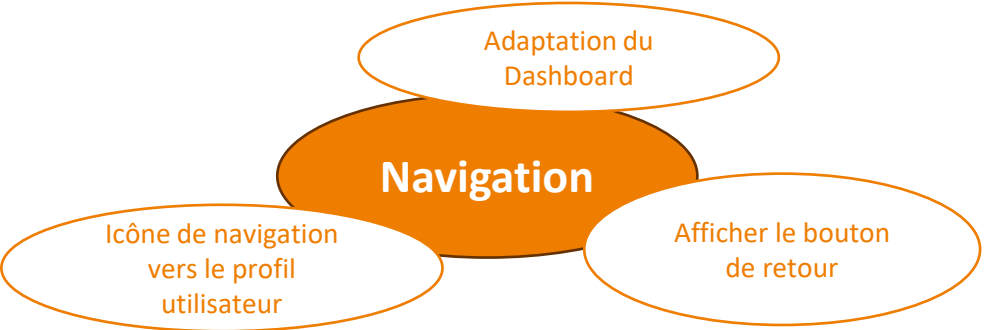 Adaptation du
Dashboard
Navigation
Icône de navigation
vers le profil
utilisateur
Afficher le bouton
de retour